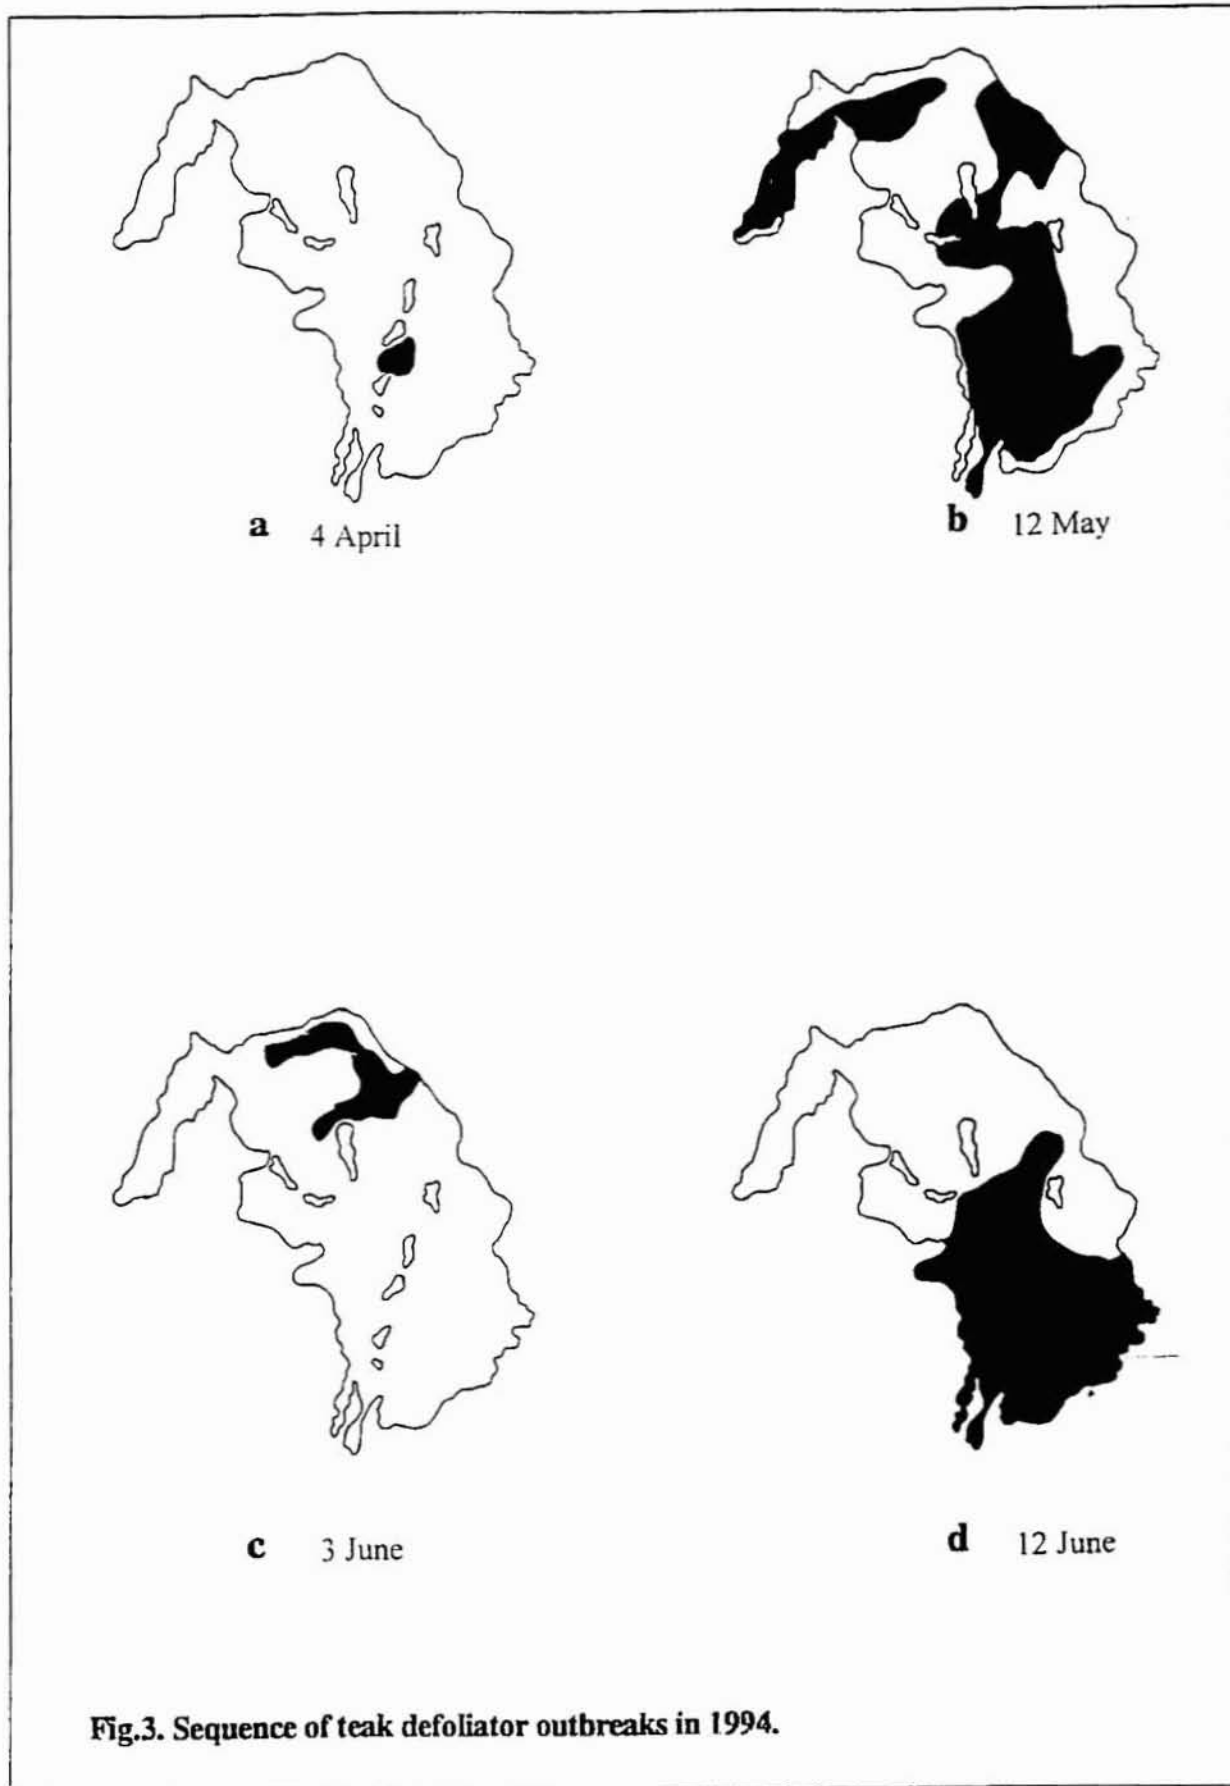 a 4 April
b 12 May
c 3 June
d 12 June
Fig.3. Sequence of teak defoliator outbreaks in 1994.